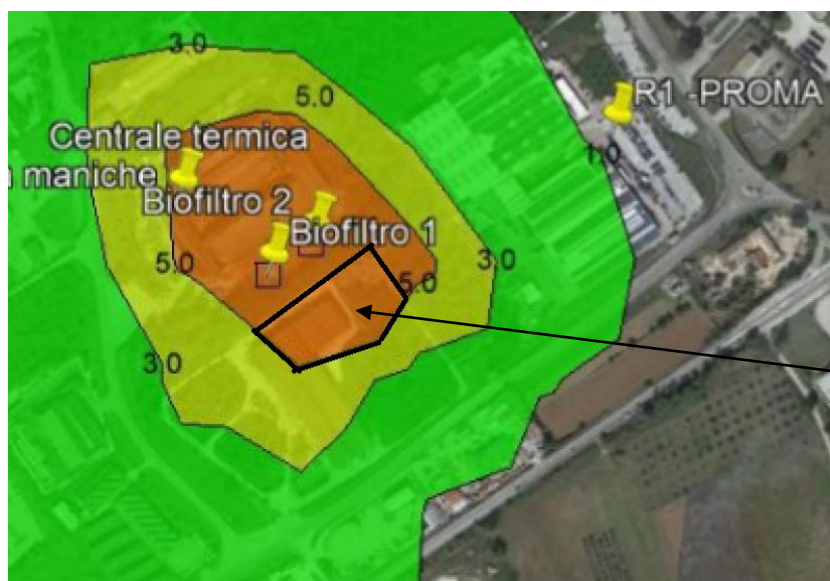 3.0
5.0
R1 -PROMA
Centrale termica
1.0
maniche
Biofiltro 2
Biofiltro 1
5.0
3.0
5.0
3.0